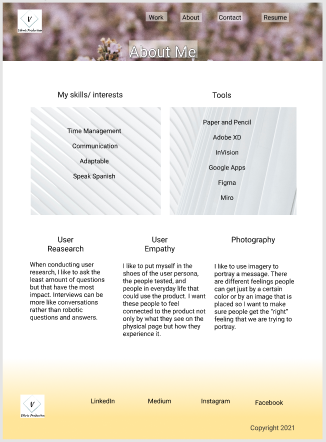 V
Work About Contact Resume
About Me
My skills/ interests
Tools
Time Management
Communication
Adaptable
Speak Spanish
Paper and Pencil
Adobe XD
InVision
Google Apps
Figma
Miro
User
Reasearch
When conducting user
research, I like to ask the
least amount of questions
but that have the most
impact. Interviews can be
more like conversations
rather than robotic
questions and answers.
User
Empathy
I like to put myself in the
shoes of the user persona,
the people tested, and
people in everyday life that
could use the product. I want
these people to feel
connected to the product not
only by what they see on the
physical page but how they
experience it.
Photography
I like to use imagery to
portray a message. There
are different feelings people
can get just by a certain
color or by an image that is
placed so I want to make
sure people get the "right"
feeling that we are trying to
portray.
V
LinkedIn Medium Instagram Facebook
Copyright 2021